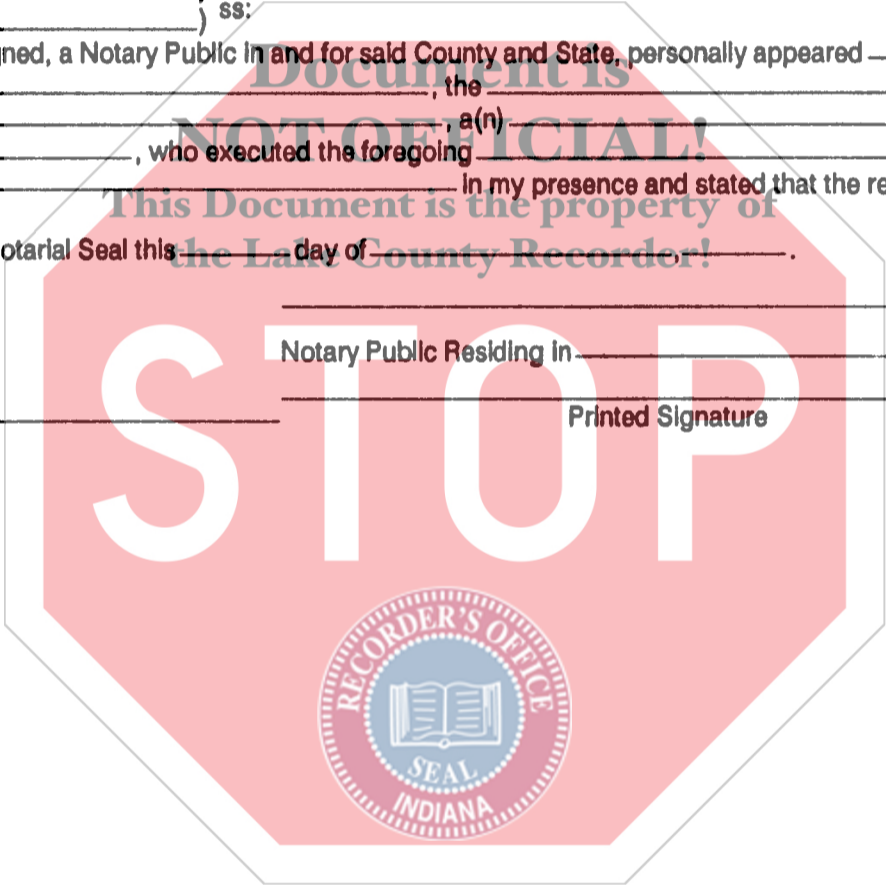 ) ss:
ned, a Notary Public in and for said County and State, personally appeared
Document is
, the
, a(n)
NOT OFFICIAL!
, who executed the foregoing
in my presence and stated that the re
This Document is the property of
otarial Seal this day of , .
the Lake County Recorder!
Notary Public Residing in
STOP
Printed Signature
RECORDER'S OFFICE
SEAL
INDIANA